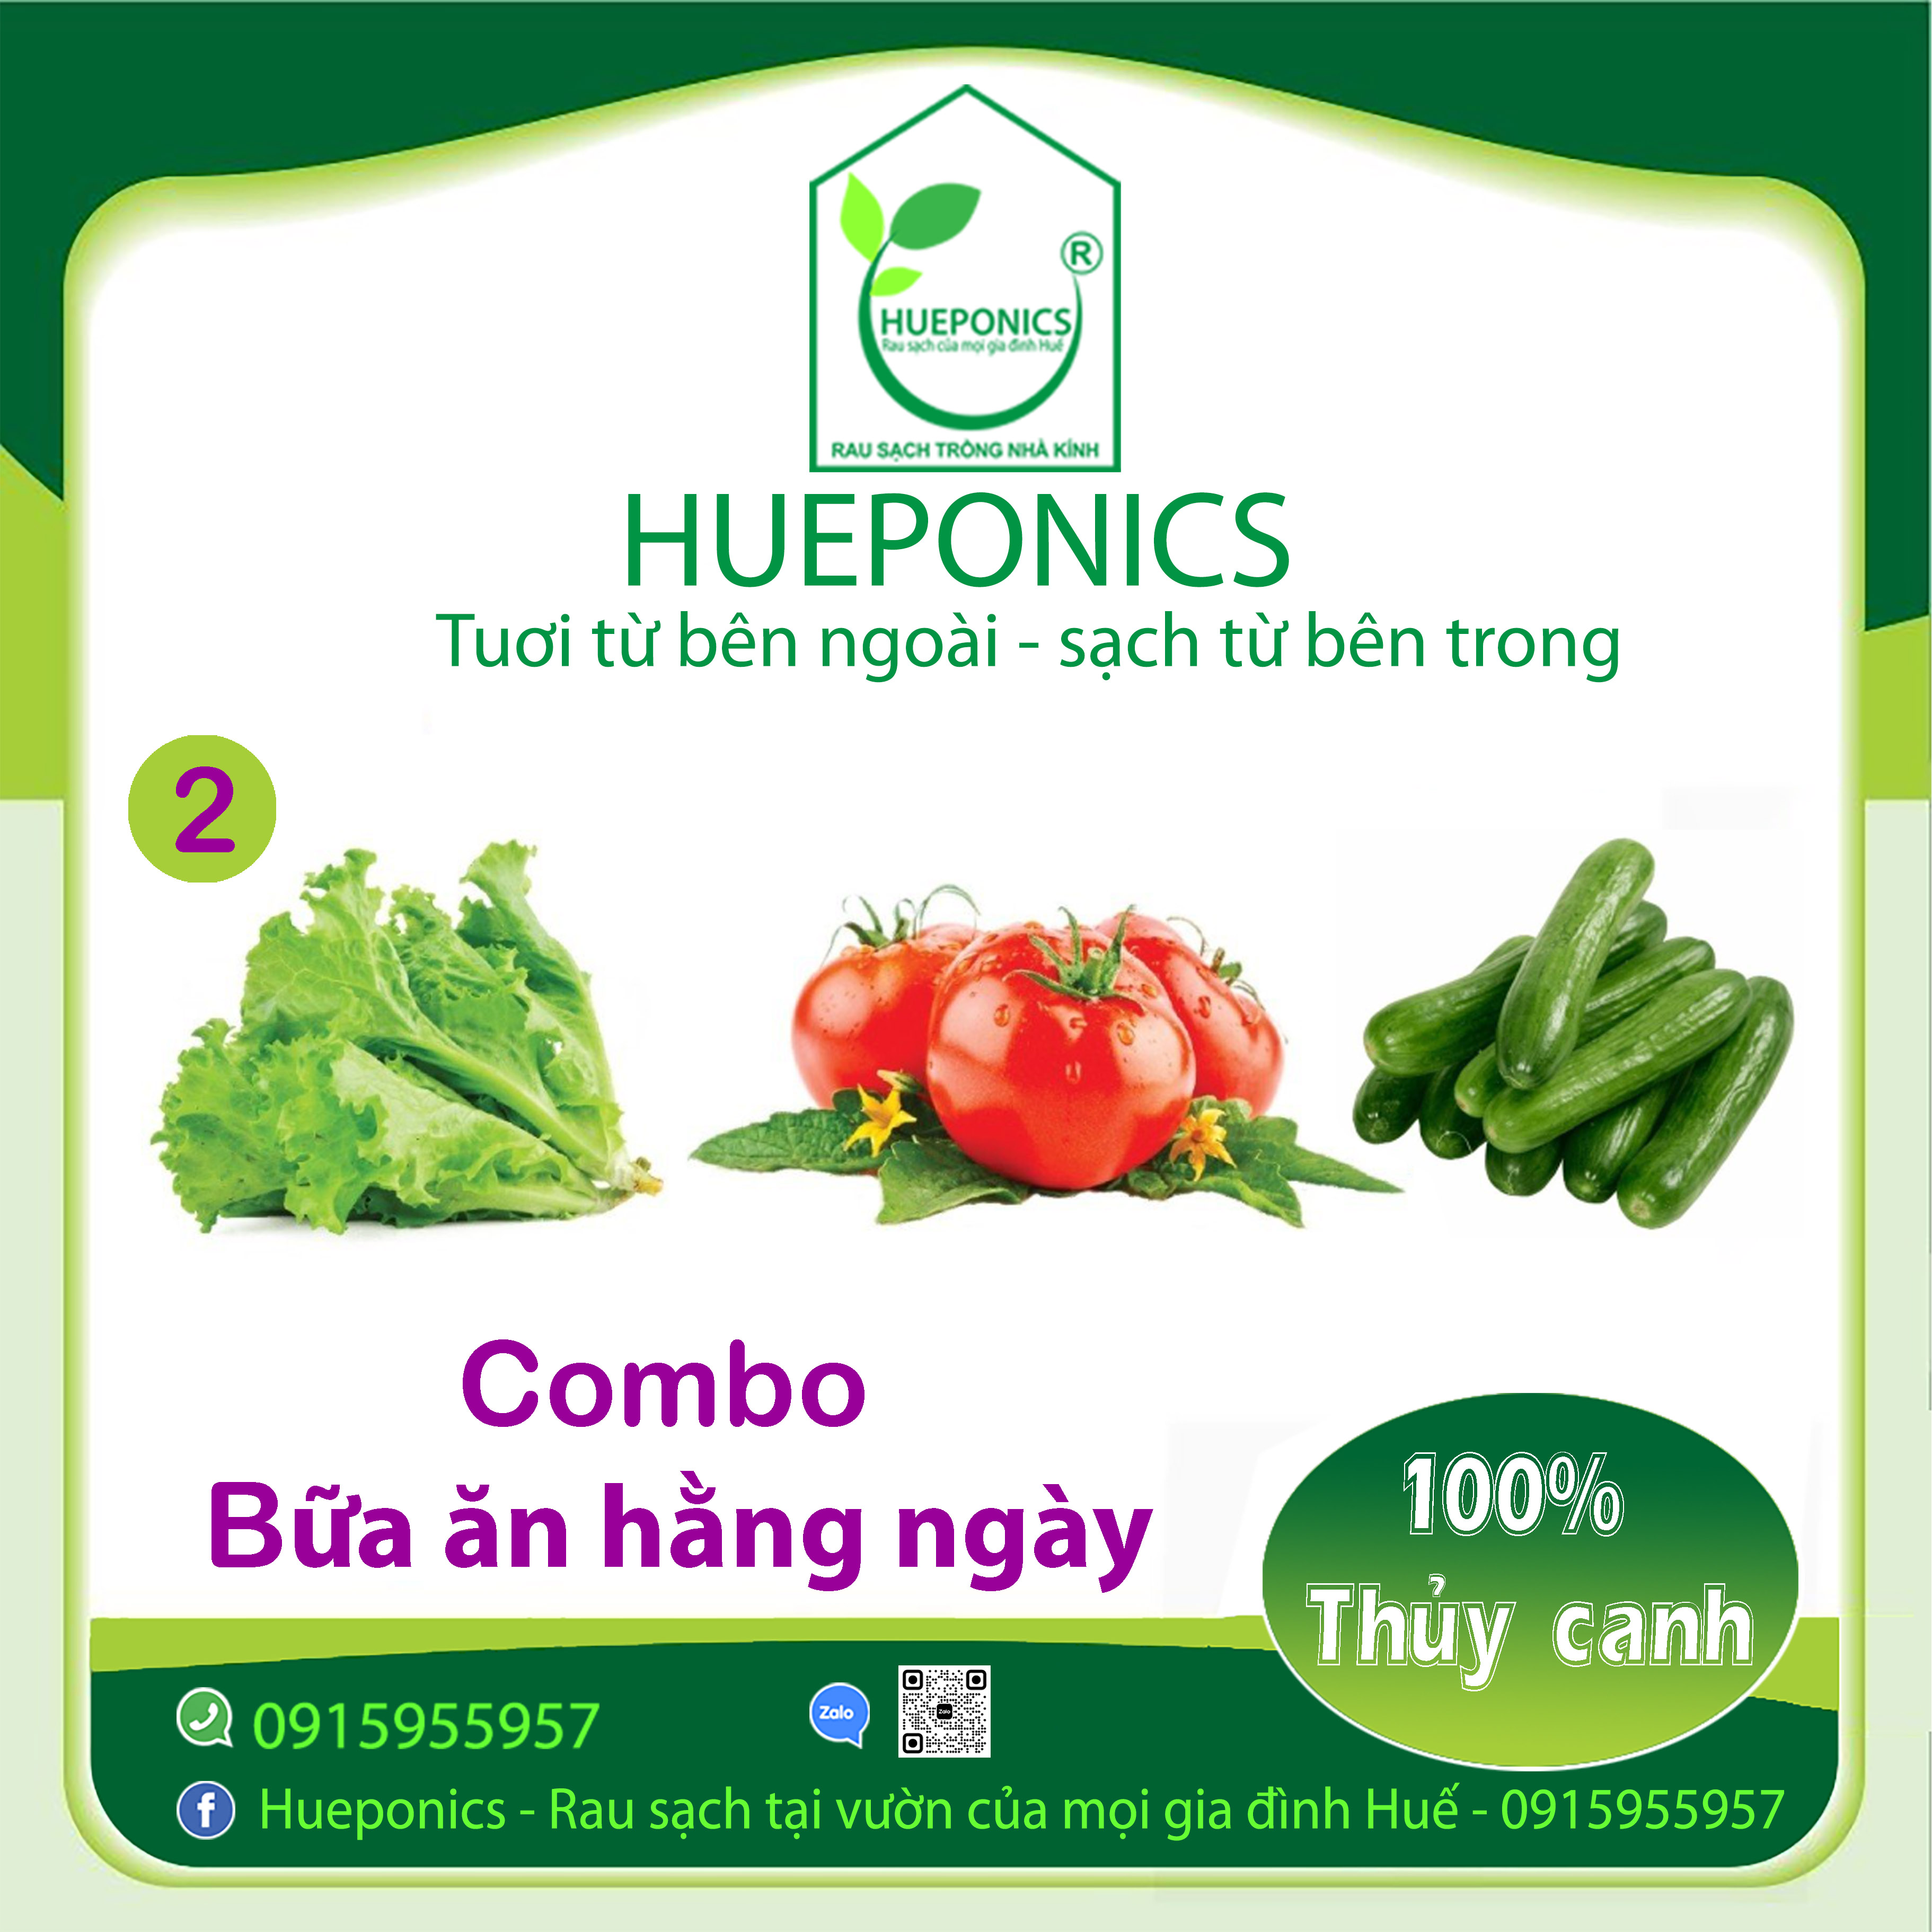 ®
HUEPONICS
Rau sạch của mọi gia đình Huế
RAU SẠCH TRỒNG NHÀ KÍNH
HUEPONICS
Tươi từ bên ngoài - sạch từ bên trong
2
Combo
Bữa ăn hằng ngày
100%
Thủy canh
0915955957
Zalo
Zalo
Hueponics - Rau sạch tại vườn của mọi gia đình Huế - 0915955957